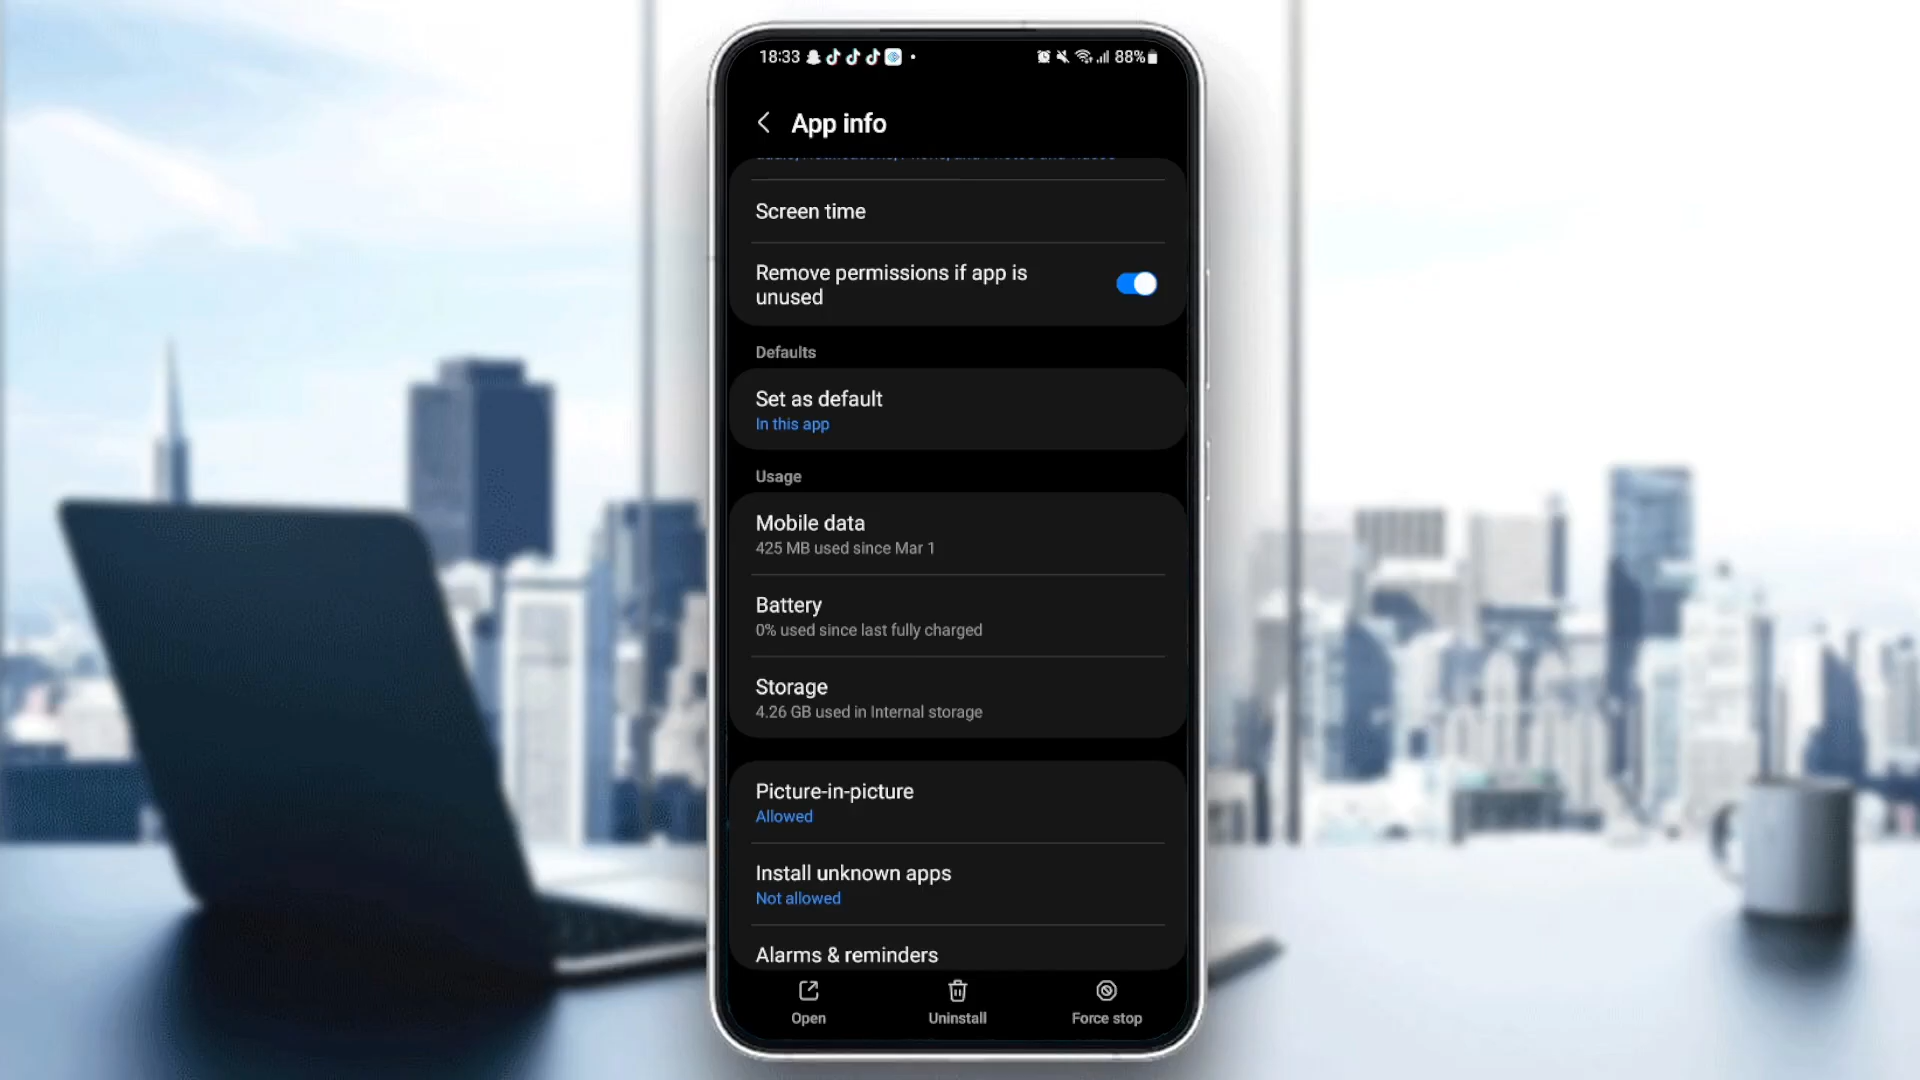 18:33
88%
App info
Screen time
Remove permissions if app is
unused
Defaults
Set as default
In this app
Usage
Mobile data
425 MB used since Mar 1
Battery
0% used since last fully charged
Storage
4.26 GB used in Internal storage
Picture-in-picture
Allowed
Install unknown apps
Not allowed
Alarms & reminders
Open
Uninstall
Force stop